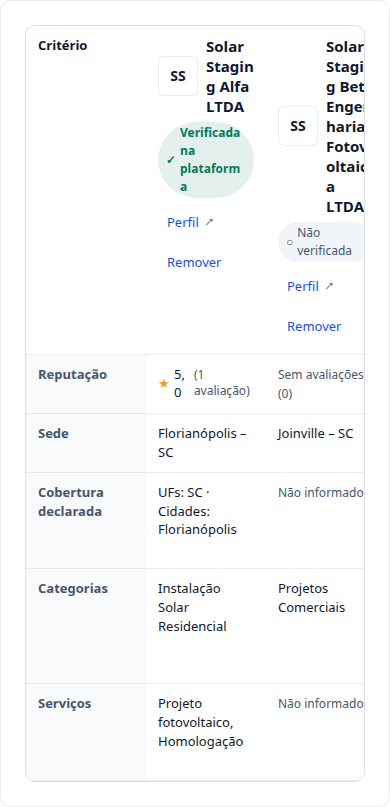 Critério
SS
Solar
Stagin
g Alfa
LTDA
✓ Verificada
na
plataform
a
Perfil ↗
Remover
SS
Solar
Stagi
g Bet
Enge
haria
Fotov
oltaic
a
LTDA
○ Não
verificada
Perfil ↗
Remover
Reputação
★ 5,
0
(1
avaliação)
Sem avaliações
(0)
Sede
Florianópolis –
SC
Joinville – SC
Cobertura
declarada
UFs: SC ·
Cidades:
Florianópolis
Não informado
Categorias
Instalação
Solar
Residencial
Projetos
Comerciais
Serviços
Projeto
fotovoltaico,
Homologação
Não informado